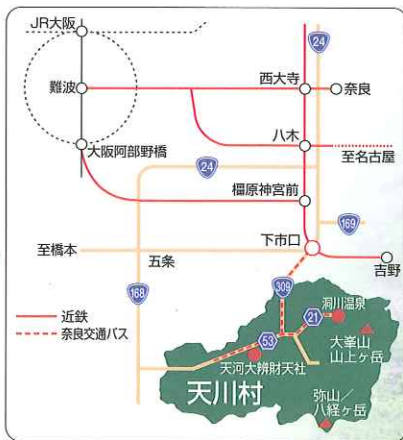 JR大阪
24
難波
西大寺
奈良
八木
大阪阿部野橋
至名古屋
24
橿原神宮前
169
下市口
至橋本
五条
吉野
309
168
洞川温泉
21
近鉄
奈良交通バス
53
大峯山
山上ヶ岳
天河大辨財天社
天川村
弥山/
八経ヶ岳